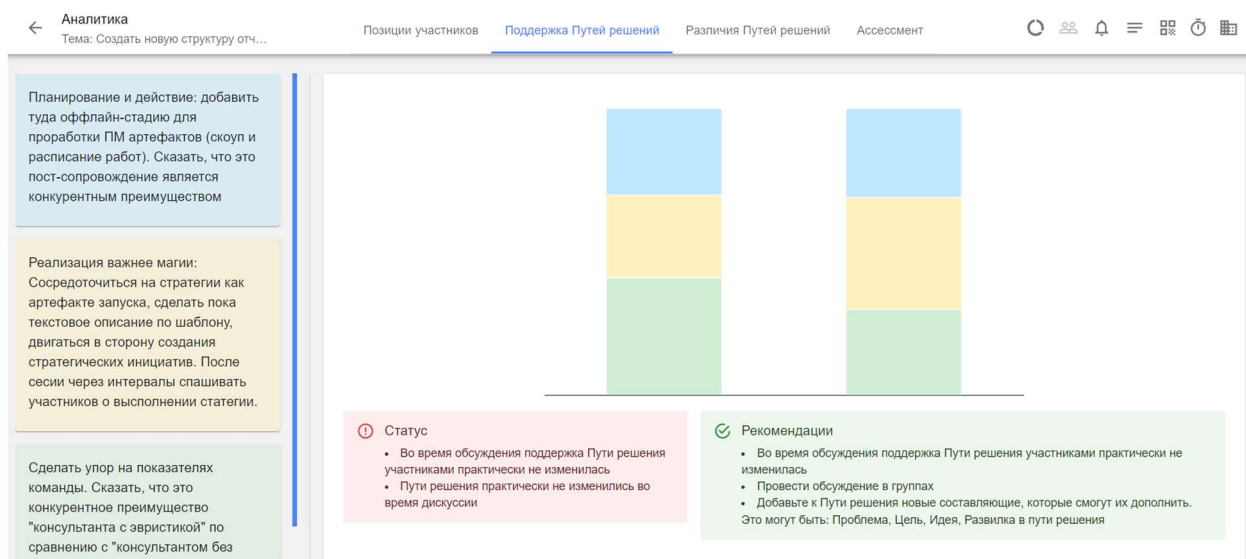 Аналитика
Тема: Создать новую структуру отч...
Позиции участников
Поддержка Путей решений
Различия Путей решений
Ассессмент
Планирование и действие: добавить
туда оффлайн-стадию для
проработки ПМ артефактов (скоуп и
расписание работ). Сказать, что это
пост-сопровождение является
конкурентным преимуществом
Реализация важнее магии:
Сосредоточиться на стратегии как
артефакте запуска, сделать пока
текстовое описание по шаблону,
двигаться в сторону создания
стратегических инициатив. После
сесии через интервалы спашивать
участников о высполнении статегии.
Сделать упор на показателях
команды. Сказать, что это
конкурентное преимущество
"консультанта с эвристикой" по
сравнению с "консультантом без
Статус
• Во время обсуждения поддержка Пути решения
участниками практически не изменилась
• Пути решения практически не изменились во
время дискуссии
Рекомендации
• Во время обсуждения поддержка Пути решения участниками практически не
изменилась
• Провести обсуждение в группах
• Добавьте к Пути решения новые составляющие, которые смогут их дополнить.
Это могут быть: Проблема, Цель, Идея, Развилка в пути решения